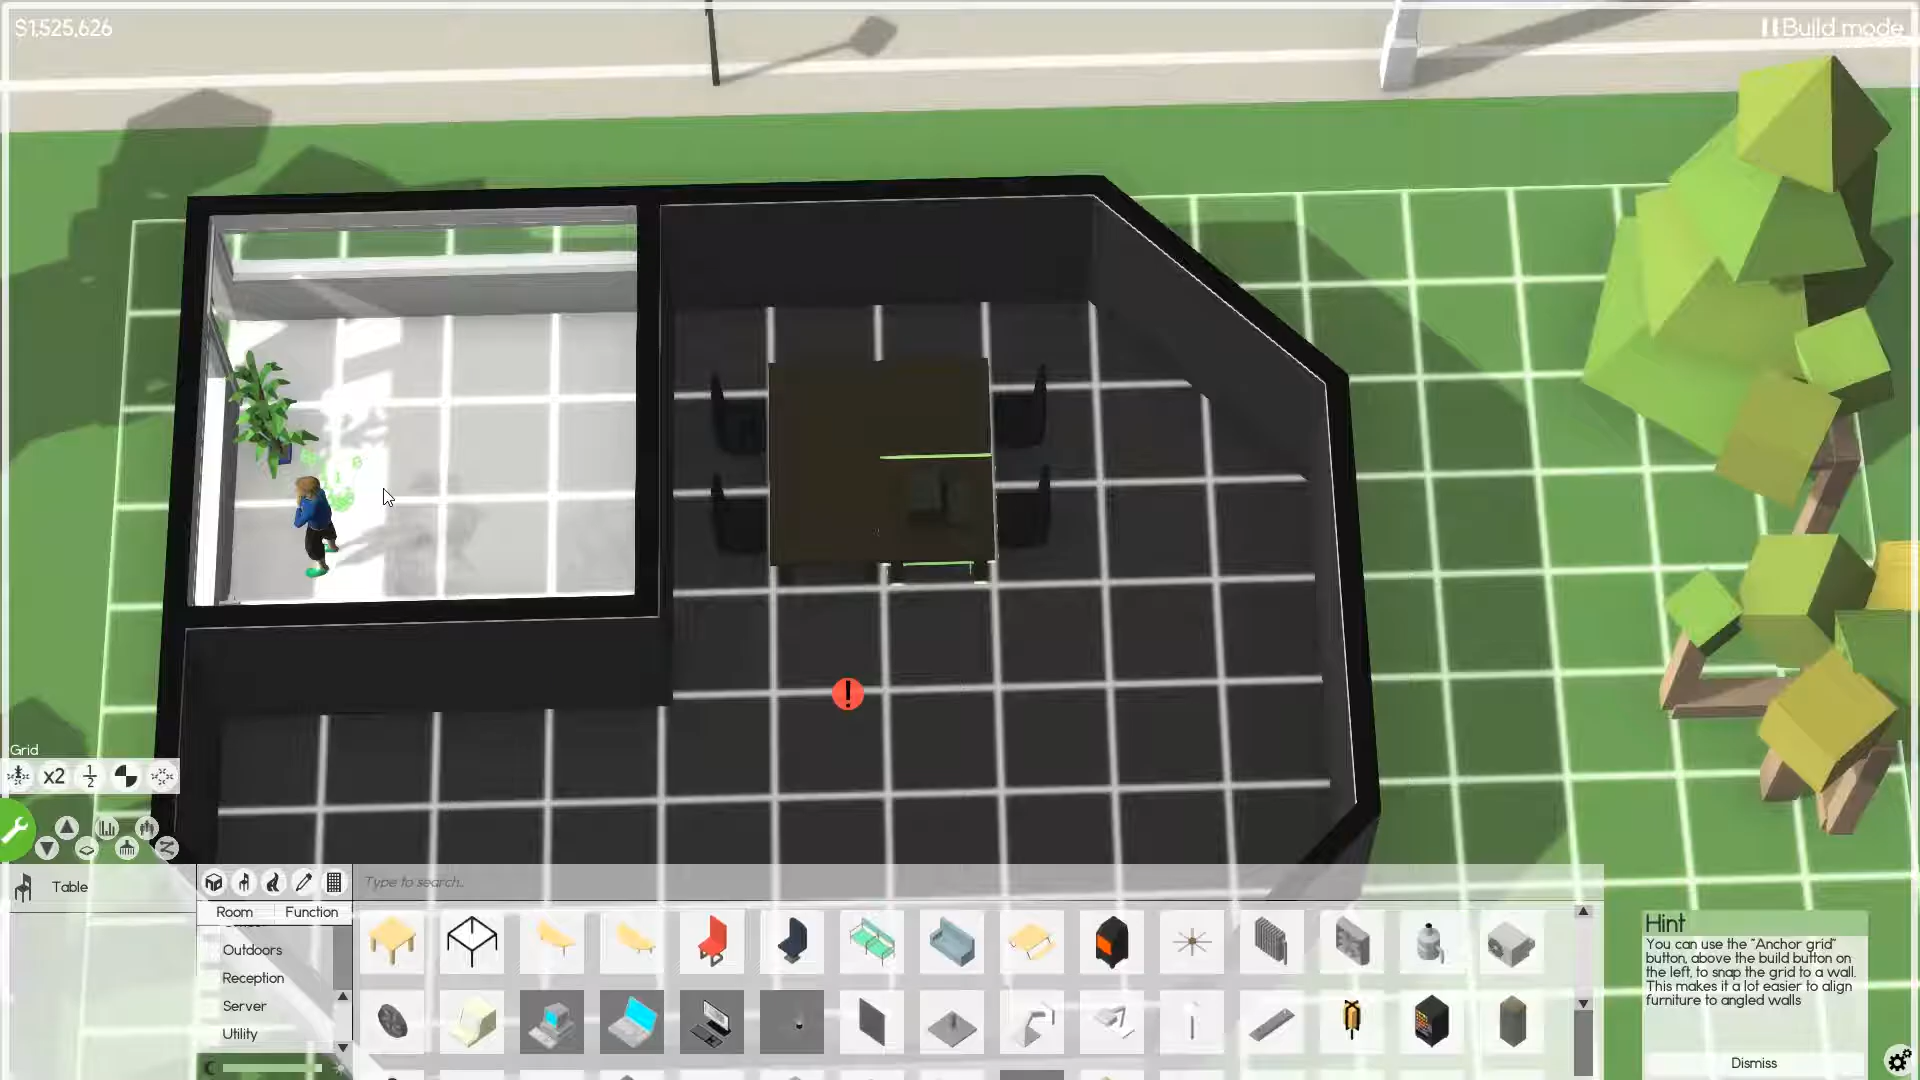 $1,525,626
Build mode
Grid
x2
1
2
Table
Type to search..
Room
Function
Outdoors
Reception
Server
Utility
Hint
You can use the "Anchor grid"
button, above the build button on
the left, to snap the grid to a wall.
This makes it a lot easier to align
furniture to angled walls
Dismiss